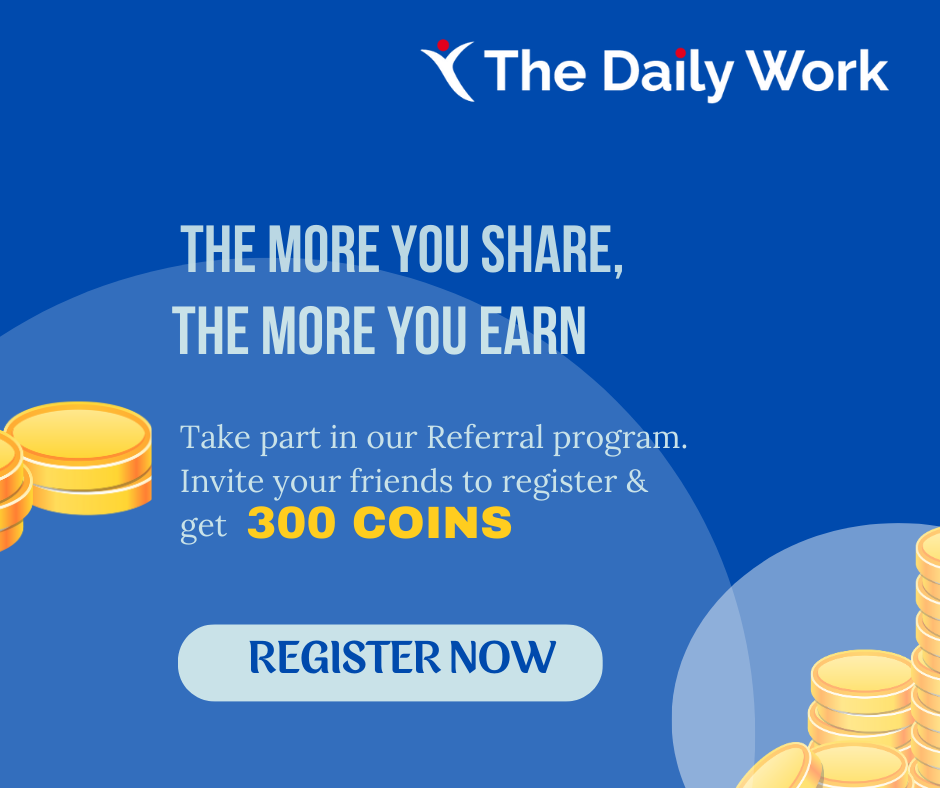 The Daily Work
THE MORE YOU SHARE,
THE MORE YOU EARN
Take part in our Referral program.
Invite your friends to register &
get 300 COINS
REGISTER NOW